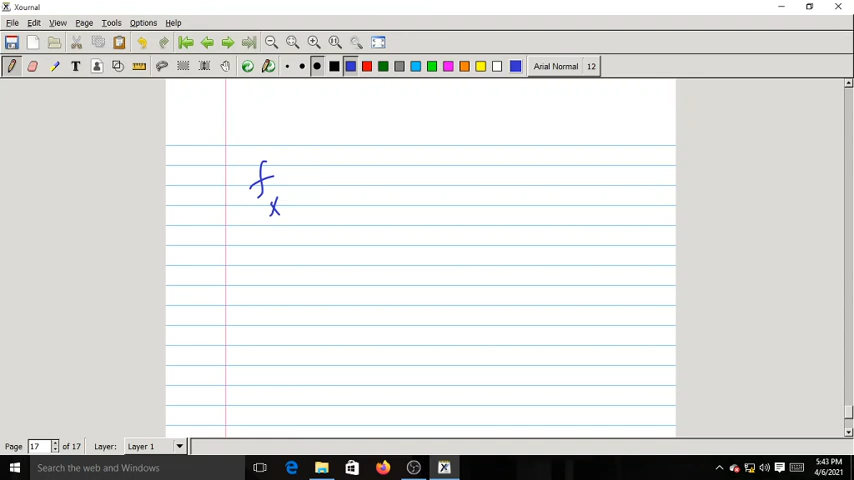 Xournal
File Edit View Page Tools Options Help
Arial Normal 12
f
x
Page 17 of 17 Layer: Layer 1
Search the web and Windows
5:43 PM
4/6/2021